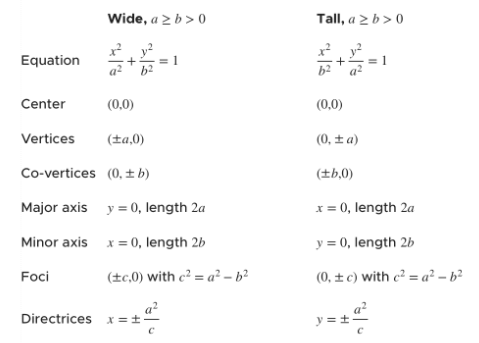 Wide, a ≥ b > 0 Tall, a ≥ b > 0
Equation x²/a² + y²/b² = 1 x²/b² + y²/a² = 1
Center (0,0) (0,0)
Vertices (±a,0) (0, ± a)
Co-vertices (0, ± b) (±b,0)
Major axis y = 0, length 2a x = 0, length 2a
Minor axis x = 0, length 2b y = 0, length 2b
Foci (±c,0) with c² = a² – b² (0, ± c) with c² = a² – b²
Directrices x = ± a²/c y = ± a²/c